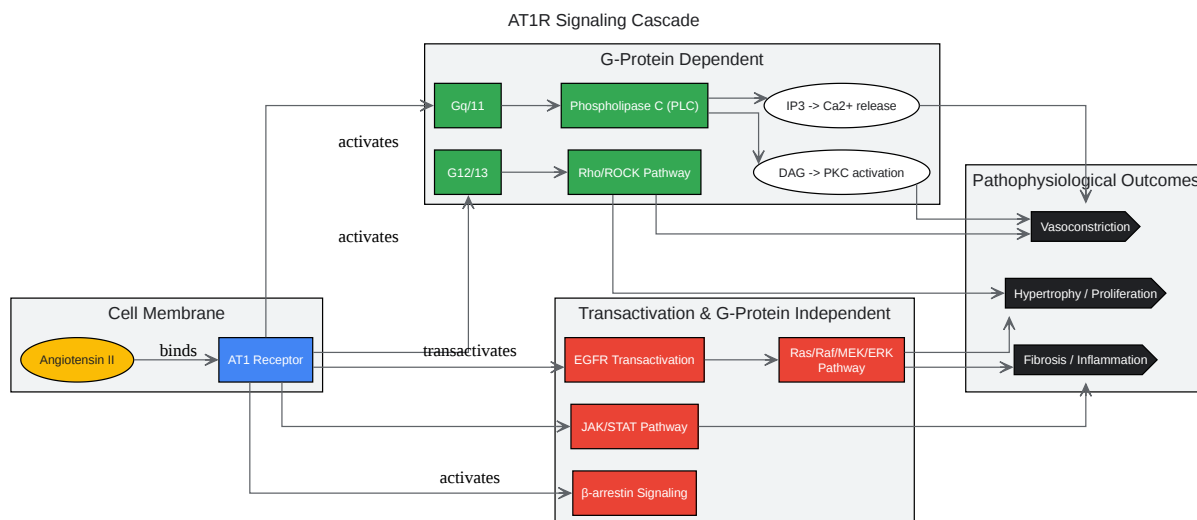 AT1R Signaling Cascade
G-Protein Dependent
Gq/11
Phospholipase C (PLC)
IP3 -> Ca2+ release
activates
G12/13
Rho/ROCK Pathway
DAG -> PKC activation
Pathophysiological Outcomes
Vasoconstriction
activates
Hypertrophy / Proliferation
Cell Membrane
Transactivation & G-Protein Independent
Angiotensin II
binds
AT1 Receptor
transactivates
EGFR Transactivation
Ras/Raf/MEK/ERK
Pathway
Fibrosis / Inflammation
JAK/STAT Pathway
activates
β-arrestin Signaling